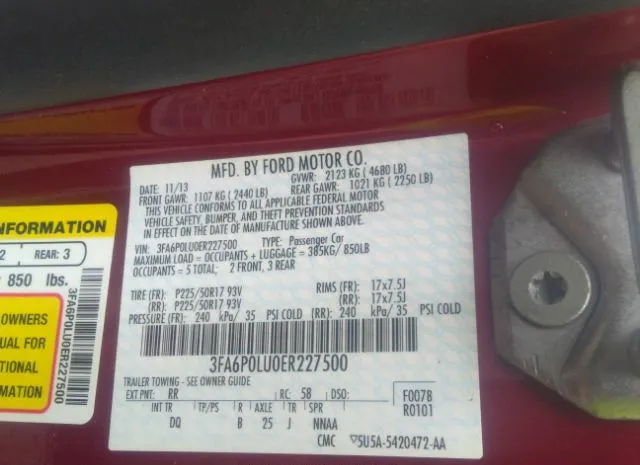 MFD. BY FORD MOTOR CO.
DATE: 11/13 GVWR: 2123 KG ( 4680 LB)
FRONT GAWR: 1107 KG ( 2440 LB) REAR GAWR: 1021 KG ( 2250 LB)
THIS VEHICLE CONFORMS TO ALL APPLICABLE FEDERAL MOTOR
VEHICLE SAFETY, BUMPER, AND THEFT PREVENTION STANDARDS
IN EFFECT ON THE DATE OF MANUFACTURE SHOWN ABOVE.
VIN: 3FA6P0LU0ER227500 TYPE: Passenger Car
MAXIMUM LOAD = OCCUPANTS + LUGGAGE = 385KG / 850LB
OCCUPANTS = 5 TOTAL; 2 FRONT, 3 REAR
TIRE (FR): P225/50R17 93V RIMS (FR): 17x7.5J
(RR): P225/50R17 93V (RR): 17x7.5J
PRESSURE (FR): 240 kPa/ 35 PSI COLD (RR): 240 kPa/ 35 PSI COLD
3FA6P0LU0ER227500
TRAILER TOWING - SEE OWNER GUIDE
EXT PNT: RR RC: 58 DSO: F0078
R0101
INT TR TP/PS R AXLE TR SPR
DQ B 25 J NNAA
CMC 5U5A-5420472-AA
INFORMATION
2 REAR: 3
850 lbs.
OWNERS
UAL FOR
TIONAL
MATION
3FA6P0LU0ER227500